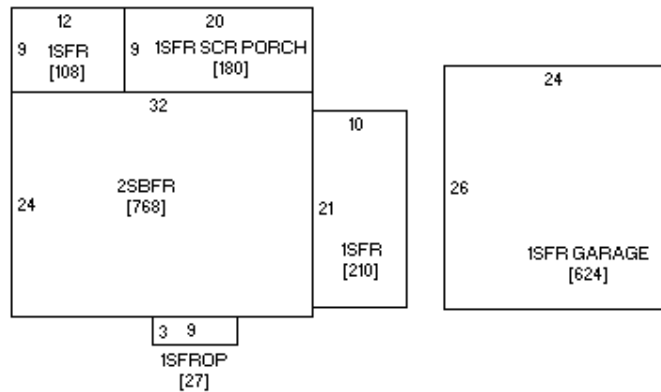 12
20
9 1SFR
[108]
9 1SFR SCR PORCH
[180]
32
24
2SBFR
[768]
10
21
1SFR
[210]
24
26
1SFR GARAGE
[624]
3 9
1SFROP
[27]